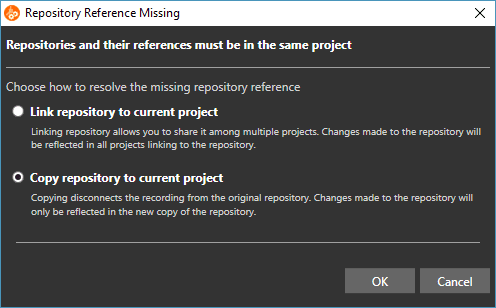 Repository Reference Missing
Repositories and their references must be in the same project
Choose how to resolve the missing repository reference
Link repository to current project
Linking repository allows you to share it among multiple projects. Changes made to the repository will
be reflected in all projects linking to the repository.
Copy repository to current project
Copying disconnects the recording from the original repository. Changes made to the repository will
only be reflected in the new copy of the repository.
OK
Cancel